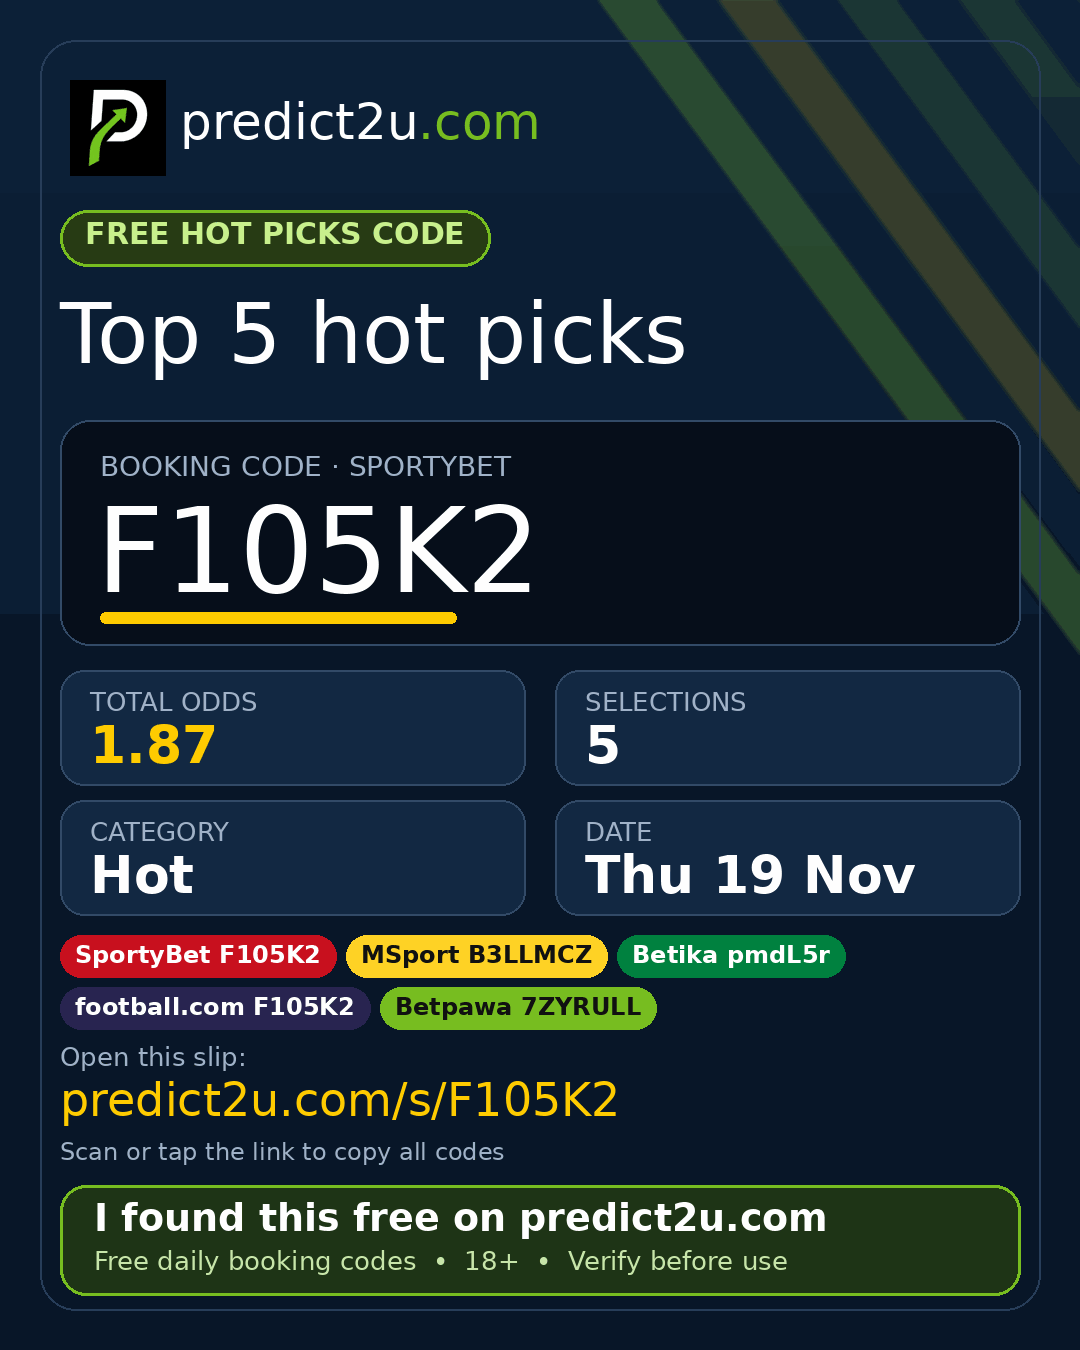 predict2u.com
FREE HOT PICKS CODE
Top 5 hot picks
BOOKING CODE · SPORTYBET
F105K2
TOTAL ODDS
1.87
SELECTIONS
5
CATEGORY
Hot
DATE
Thu 19 Nov
SportyBet F105K2
MSport B3LLMCZ
Betika pmdL5r
football.com F105K2
Betpawa 7ZYRULL
Open this slip:
predict2u.com/s/F105K2
Scan or tap the link to copy all codes
I found this free on predict2u.com
Free daily booking codes • 18+ • Verify before use